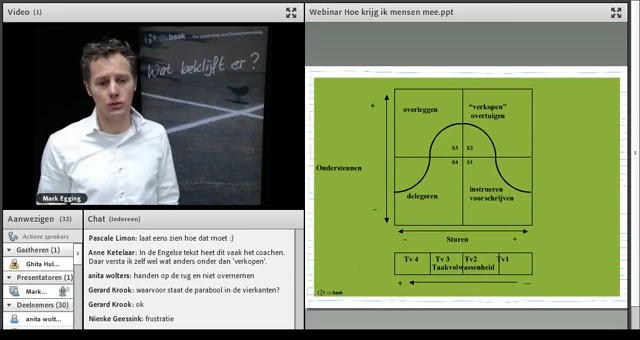 Video (1)
baak
Wat beklijft er?
Mark Egging
Aanwezigen (32)
Actieve sprekers
Gastheren (1)
Ghita Hul...
Presentatoren (1)
Mark...
Deelnemers (30)
anita wolt...
Chat (Iedereen)
Pascale Limon: laat eens zien hoe dat moet :)
Anne Ketelaar: In de Engelse tekst heet dit vaak het coachen.
Daar versta ik zelf wel wat anders onder dan 'verkopen'.
anita wolters: handen op de rug en niet overnemen
Gerard Krook: waarvoor staat de parabool in de vierkanten?
Gerard Krook: ok
Nienke Geessink: frustratie
Webinar Hoe krijg ik mensen mee.ppt
+
overleggen
"verkopen"
overtuigen
S3
S2
S4
S1
Ondersteunen
delegeren
instrueren
voorschrijven
–
–
Sturen
+
Tv 4
Tv 3
Tv2
Tv1
Taakvolwassenheid
+
–
baak